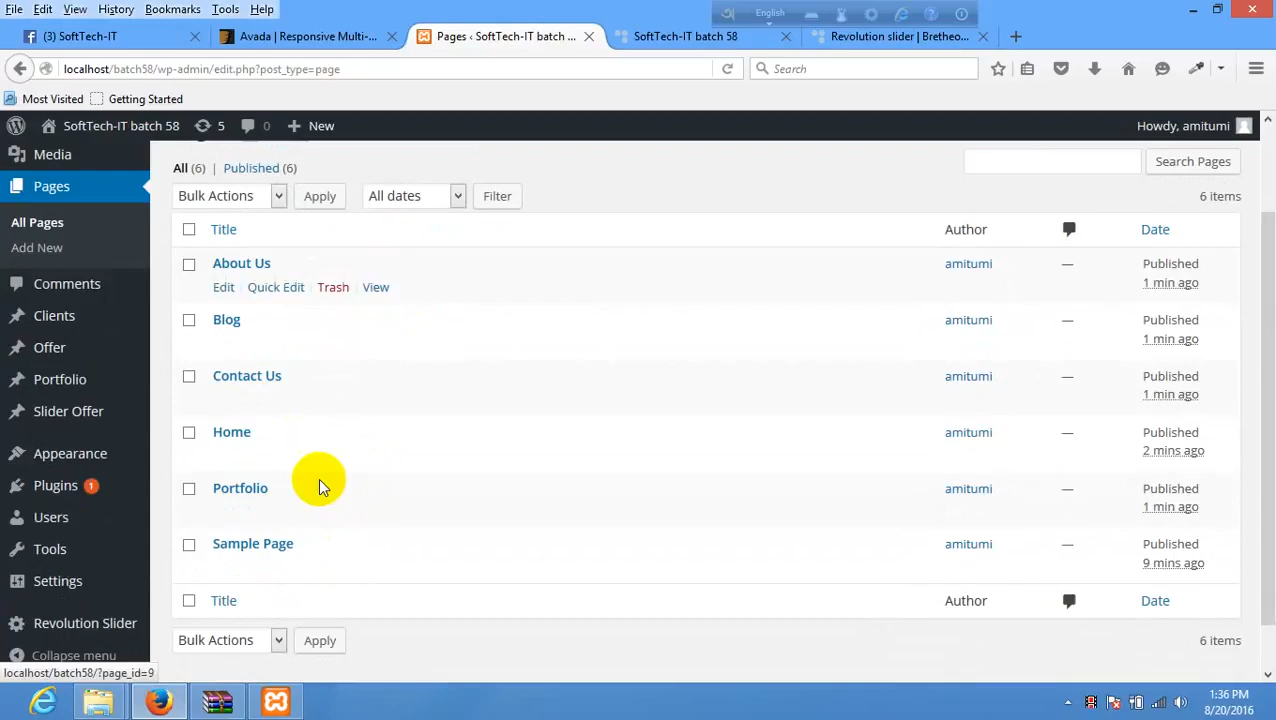 File Edit View History Bookmarks Tools Help
English
(3) SoftTech-IT
Avada | Responsive Multi-...
Pages ‹ SoftTech-IT batch ...
SoftTech-IT batch 58
Revolution slider | Bretheo...
localhost/batch58/wp-admin/edit.php?post_type=page
Search
Most Visited Getting Started
SoftTech-IT batch 58 5 0 New
Howdy, amitumi
Media
Pages
All Pages
Add New
Comments
Clients
Offer
Portfolio
Slider Offer
Appearance
Plugins 1
Users
Tools
Settings
Revolution Slider
Collapse menu
All (6) | Published (6)
Search Pages
Bulk Actions Apply All dates Filter
6 items
Title Author Date
About Us amitumi — Published
Edit | Quick Edit | Trash | View 1 min ago
Blog amitumi — Published
1 min ago
Contact Us amitumi — Published
1 min ago
Home amitumi — Published
2 mins ago
Portfolio amitumi — Published
1 min ago
Sample Page amitumi — Published
9 mins ago
Title Author Date
Bulk Actions Apply
6 items
localhost/batch58/?page_id=9
1:36 PM
8/20/2016